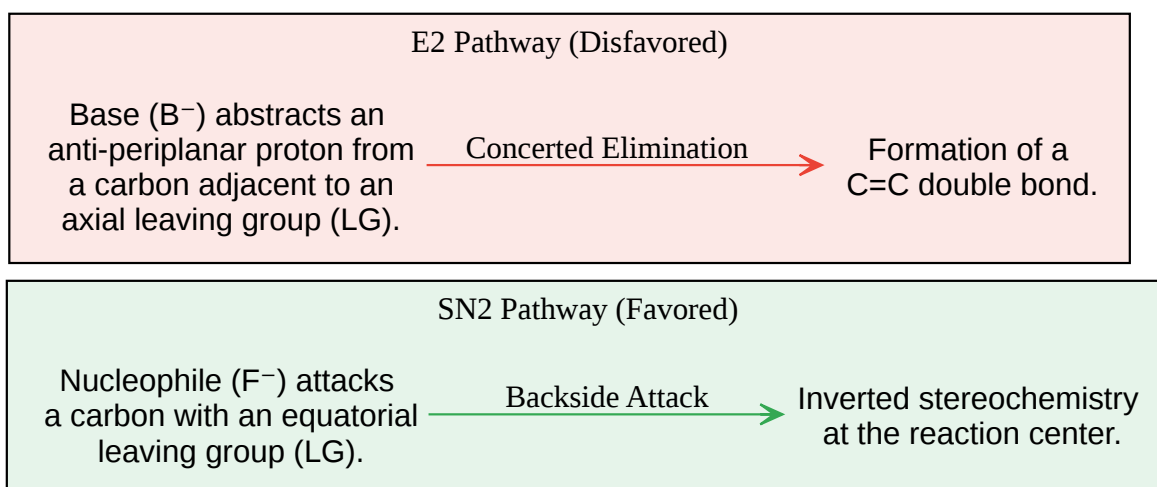 E2 Pathway (Disfavored)
Base (B⁻) abstracts an
anti-periplanar proton from
a carbon adjacent to an
axial leaving group (LG).
Concerted Elimination
Formation of a
C=C double bond.
SN2 Pathway (Favored)
Nucleophile (F⁻) attacks
a carbon with an equatorial
leaving group (LG).
Backside Attack
Inverted stereochemistry
at the reaction center.